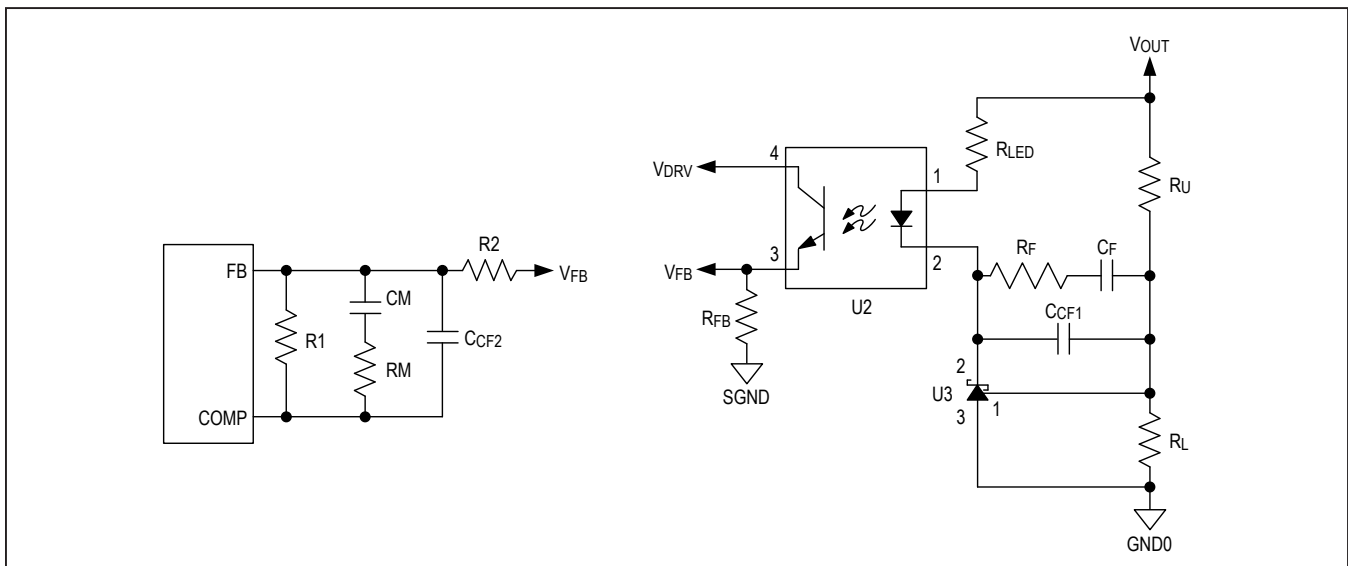 FB
COMP
R1
CM
RM
CCF2
R2
VFB
VDRV
VFB
4
3
RFB
SGND
U2
1
2
RLED
VOUT
RU
RF
CF
CCF1
2
U3
3
1
RL
GND0